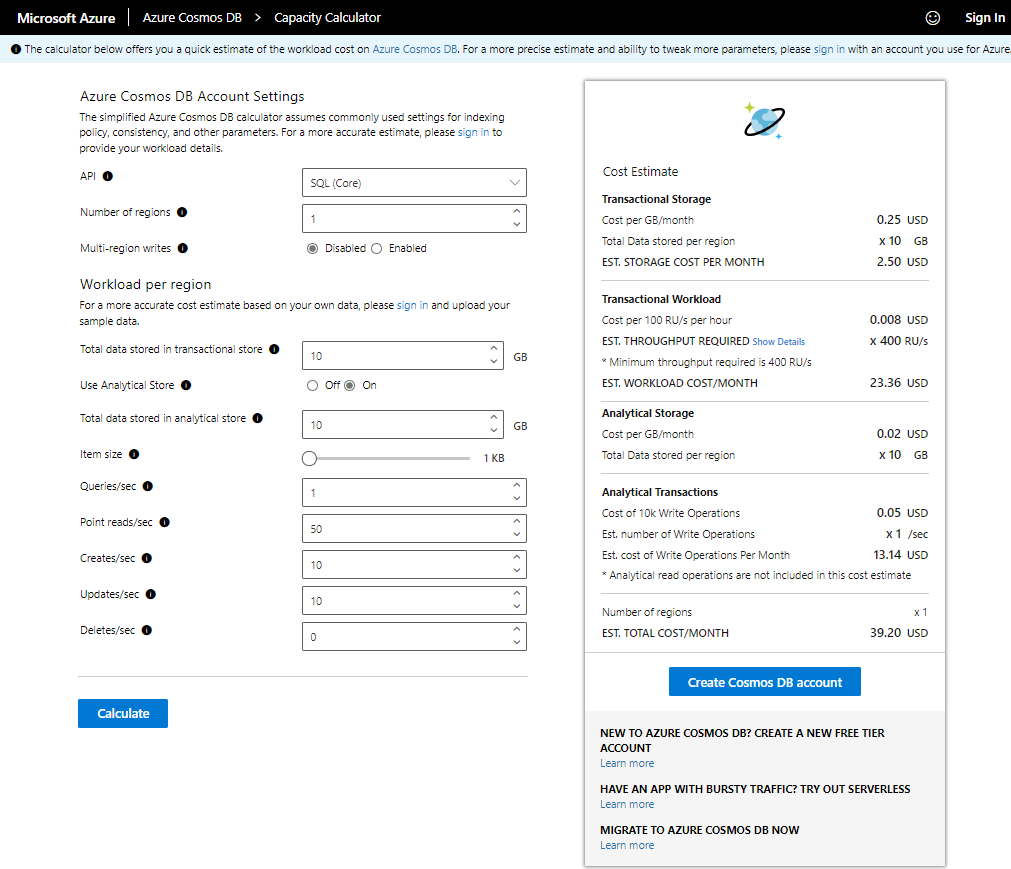 Microsoft Azure
Azure Cosmos DB > Capacity Calculator
Sign In
The calculator below offers you a quick estimate of the workload cost on Azure Cosmos DB. For a more precise estimate and ability to tweak more parameters, please sign in with an account you use for Azure.
Azure Cosmos DB Account Settings
The simplified Azure Cosmos DB calculator assumes commonly used settings for indexing
policy, consistency, and other parameters. For a more accurate estimate, please sign in to
provide your workload details.
API
SQL (Core)
Number of regions
1
Multi-region writes
Disabled Enabled
Workload per region
For a more accurate cost estimate based on your own data, please sign in and upload your
sample data.
Total data stored in transactional store
10 GB
Use Analytical Store
Off On
Total data stored in analytical store
10 GB
Item size
1 KB
Queries/sec
1
Point reads/sec
50
Creates/sec
10
Updates/sec
10
Deletes/sec
0
Calculate
Cost Estimate
Transactional Storage
Cost per GB/month 0.25 USD
Total Data stored per region x 10 GB
EST. STORAGE COST PER MONTH 2.50 USD
Transactional Workload
Cost per 100 RU/s per hour 0.008 USD
EST. THROUGHPUT REQUIRED Show Details x 400 RU/s
* Minimum throughput required is 400 RU/s
EST. WORKLOAD COST/MONTH 23.36 USD
Analytical Storage
Cost per GB/month 0.02 USD
Total Data stored per region x 10 GB
Analytical Transactions
Cost of 10k Write Operations 0.05 USD
Est. number of Write Operations x 1 /sec
Est. cost of Write Operations Per Month 13.14 USD
* Analytical read operations are not included in this cost estimate
Number of regions x 1
EST. TOTAL COST/MONTH 39.20 USD
Create Cosmos DB account
NEW TO AZURE COSMOS DB? CREATE A NEW FREE TIER
ACCOUNT
Learn more
HAVE AN APP WITH BURSTY TRAFFIC? TRY OUT SERVERLESS
Learn more
MIGRATE TO AZURE COSMOS DB NOW
Learn more